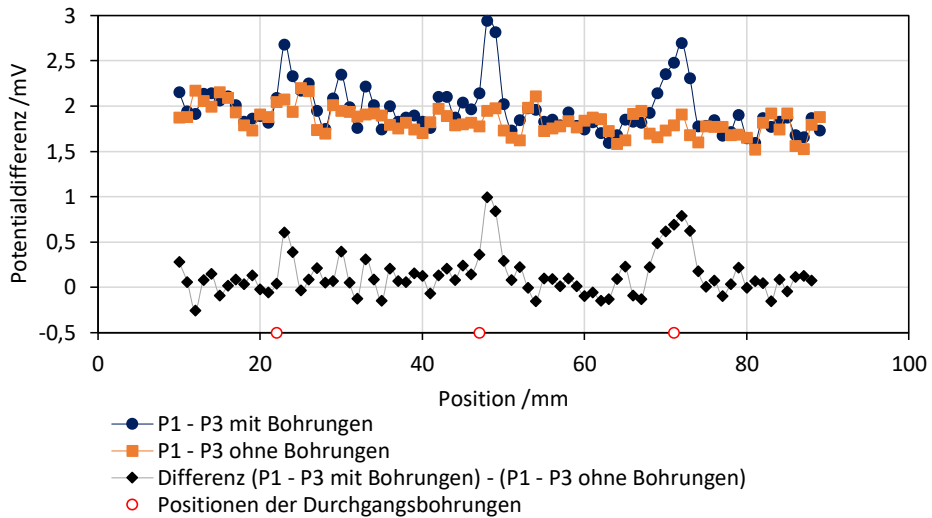 Potentialdifferenz /mV
3
2,5
2
1,5
1
0,5
0
-0,5
0
20
40
60
80
100
Position /mm
P1 - P3 mit Bohrungen
P1 - P3 ohne Bohrungen
Differenz (P1 - P3 mit Bohrungen) - (P1 - P3 ohne Bohrungen)
Positionen der Durchgangsbohrungen